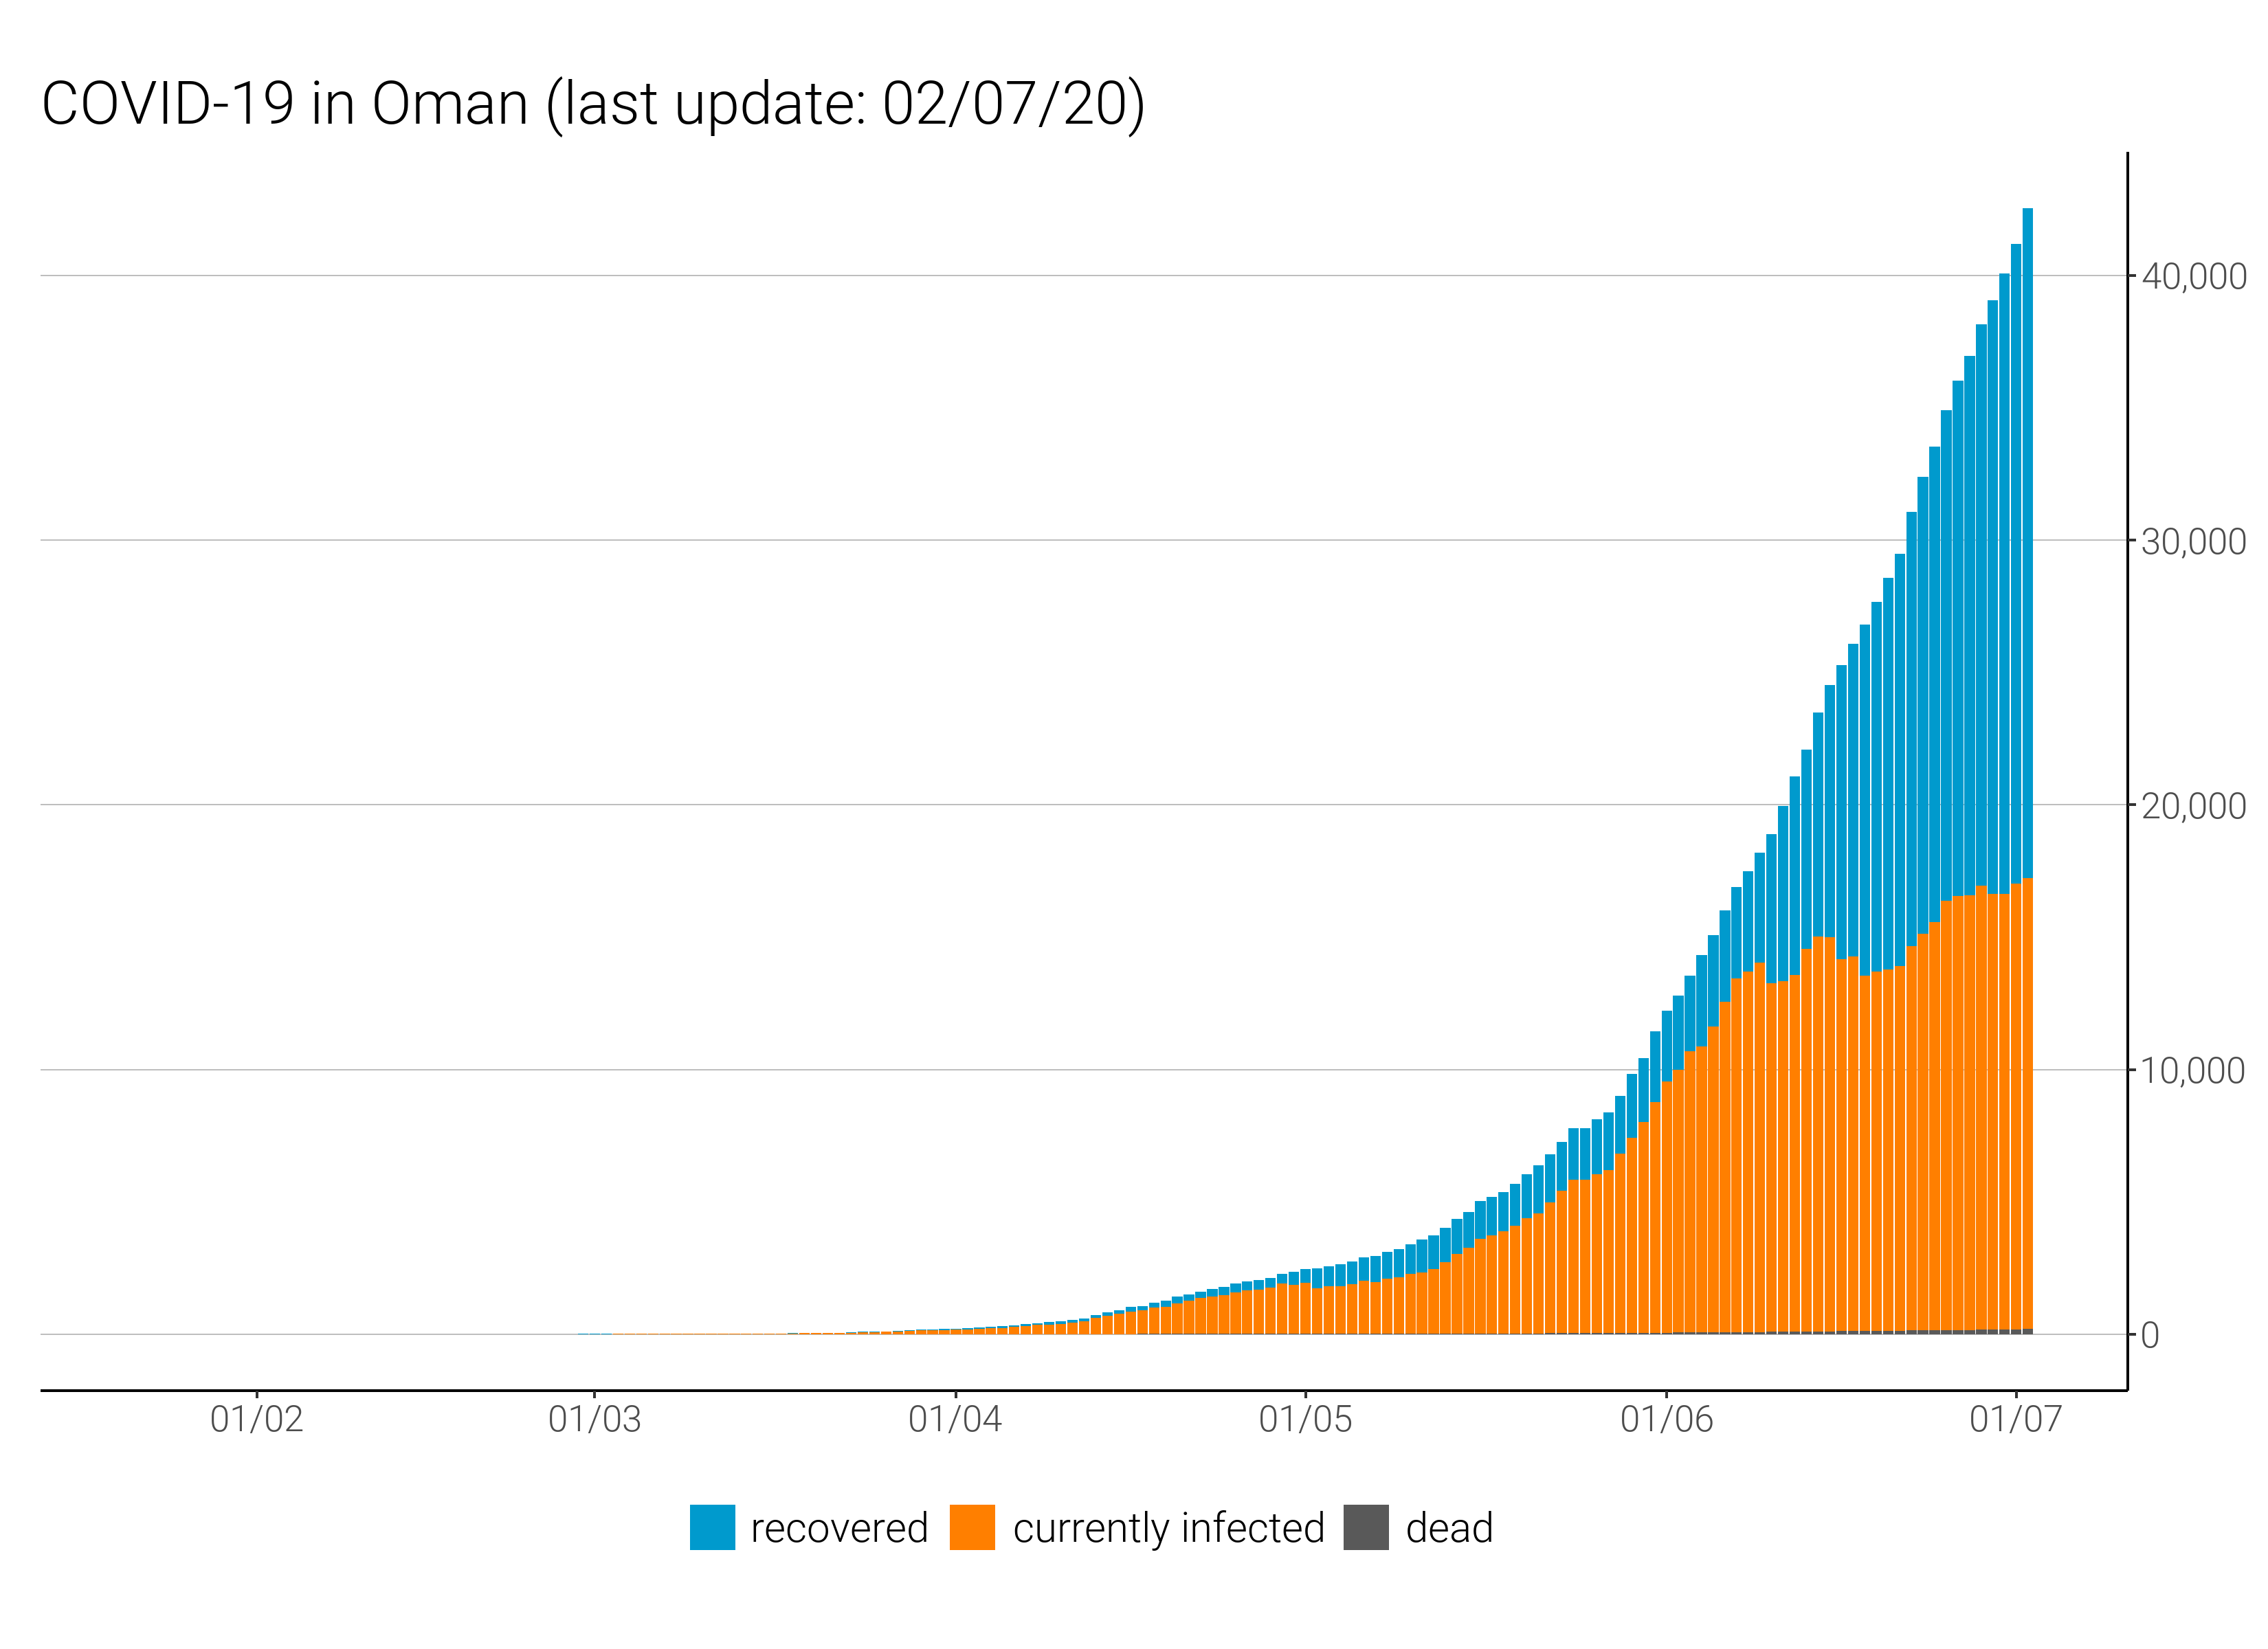 COVID-19 in Oman (last update: 02/07/20)
40,000
30,000
20,000
10,000
0
01/02 01/03 01/04 01/05 01/06 01/07
recovered currently infected dead